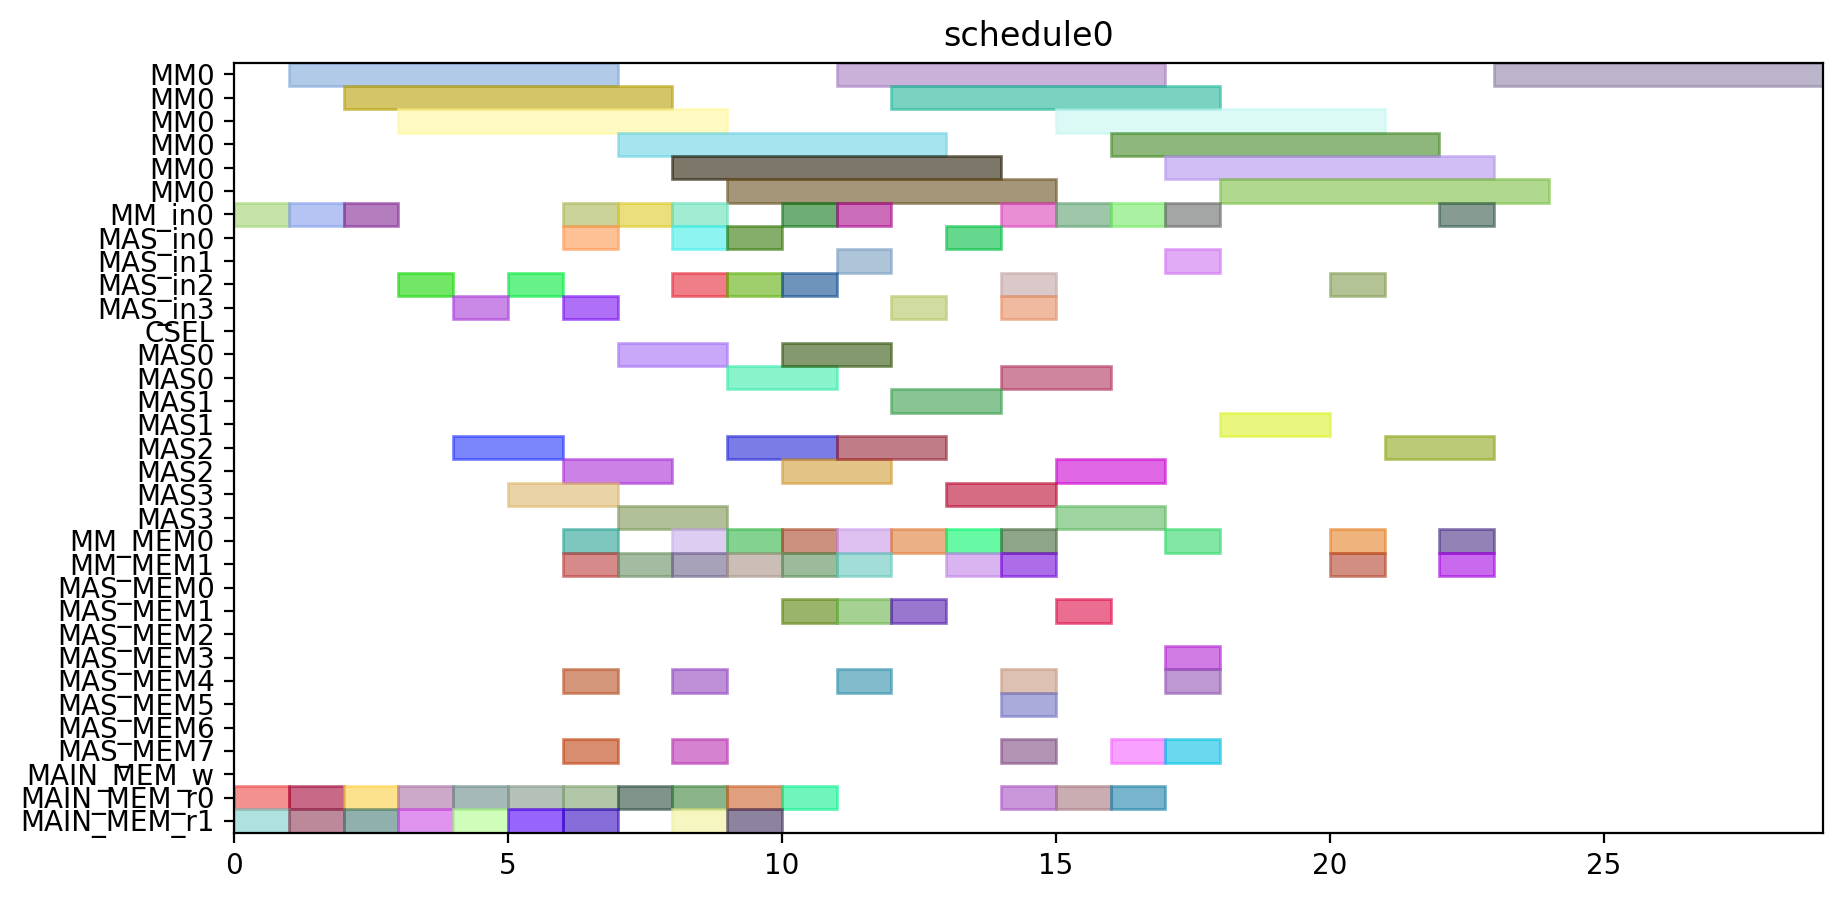 schedule0
MM0
MM0
MM0
MM0
MM0
MM0
MM_in0
MAS_in0
MAS_in1
MAS_in2
MAS_in3
CSEL
MAS0
MAS0
MAS1
MAS1
MAS2
MAS2
MAS3
MAS3
MM_MEM0
MM_MEM1
MAS_MEM0
MAS_MEM1
MAS_MEM2
MAS_MEM3
MAS_MEM4
MAS_MEM5
MAS_MEM6
MAS_MEM7
MAIN_MEM_w
MAIN_MEM_r0
MAIN_MEM_r1
0 5 10 15 20 25